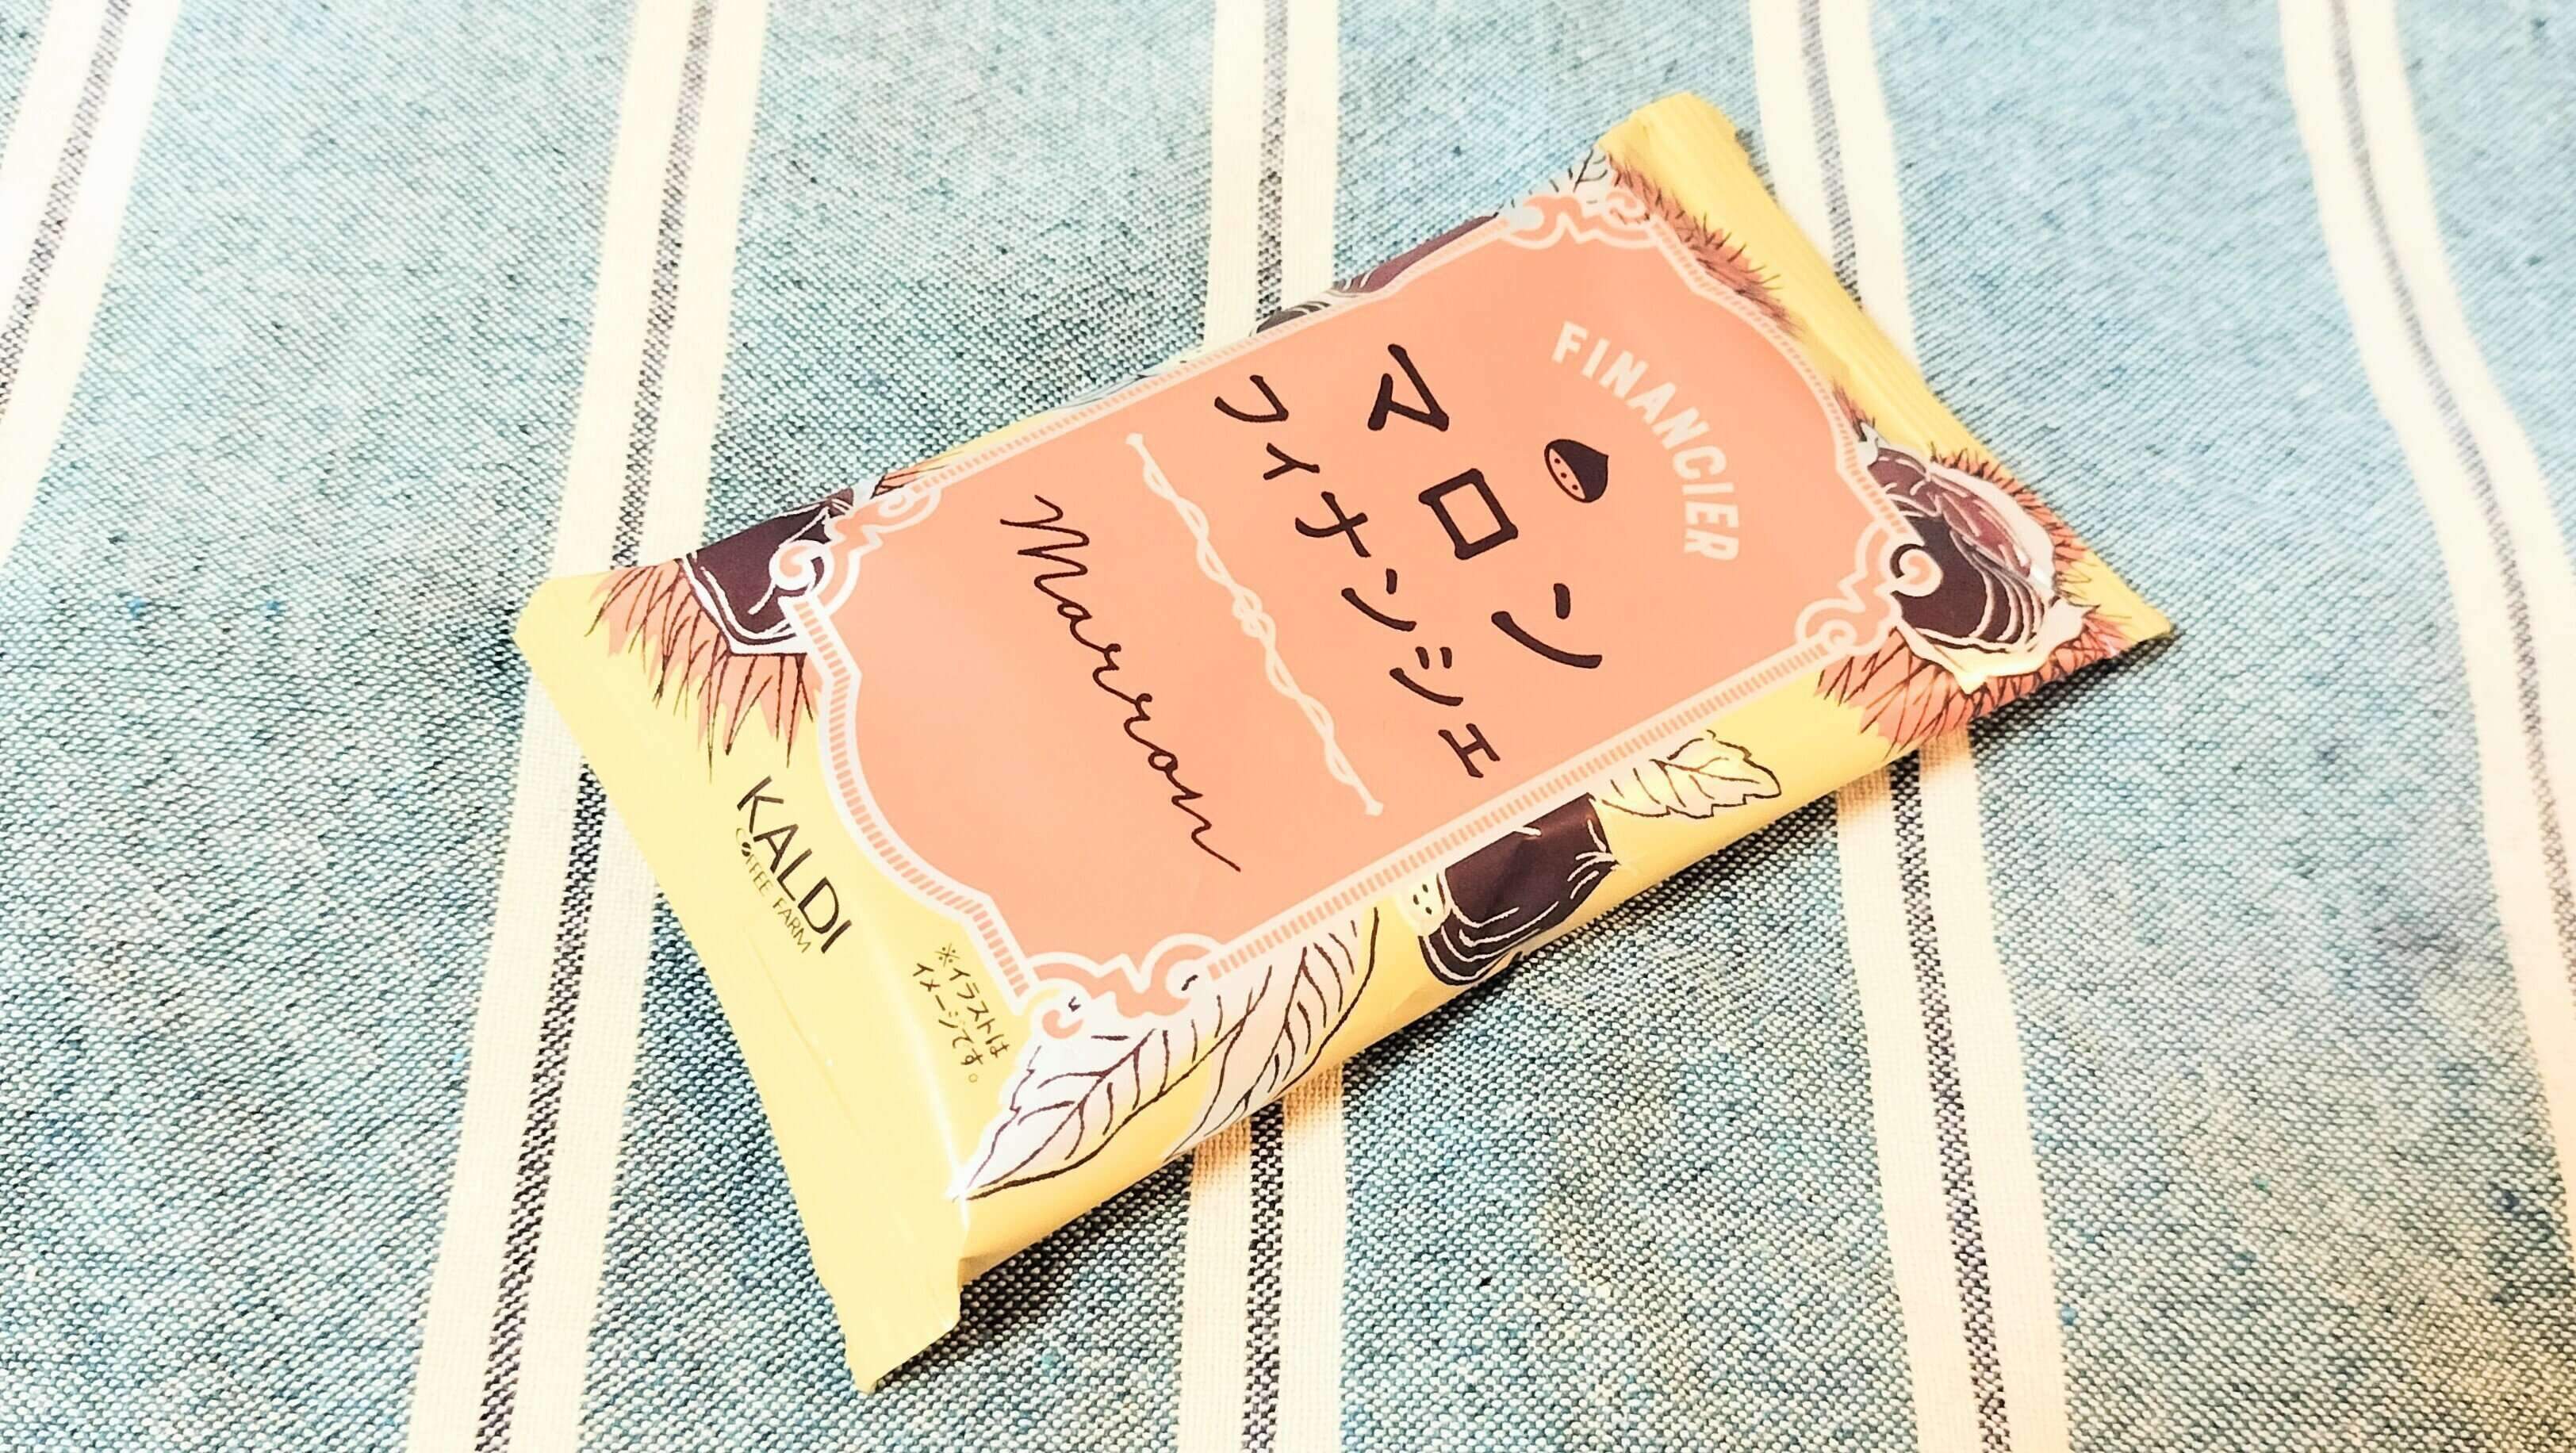 FINANCIER
マロン
フィナンシェ
Marron
KALDI
COFFEE FARM
※イラストは
イメージです。